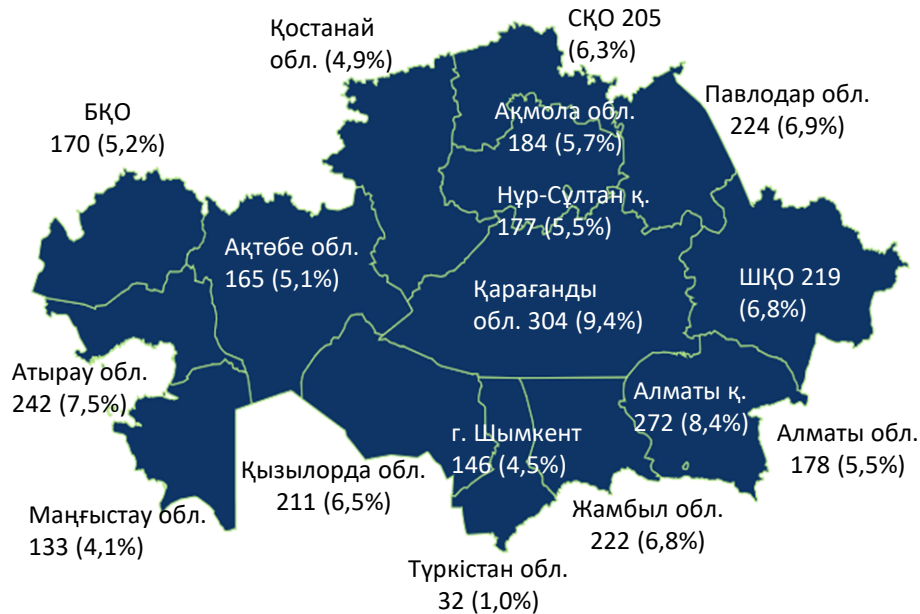 СҚО 205
(6,3%)
Қостанай
обл. (4,9%)
Павлодар обл.
224 (6,9%)
БҚО
170 (5,2%)
Ақмола обл.
184 (5,7%)
Нұр-Сұлтан қ.
177 (5,5%)
Ақтөбе обл.
165 (5,1%)
Қарағанды
обл. 304 (9,4%)
ШҚО 219
(6,8%)
Атырау обл.
242 (7,5%)
Алматы қ.
272 (8,4%)
г. Шымкент
146 (4,5%)
Алматы обл.
178 (5,5%)
Қызылорда обл.
211 (6,5%)
Маңғыстау обл.
133 (4,1%)
Жамбыл обл.
222 (6,8%)
Түркістан обл.
32 (1,0%)